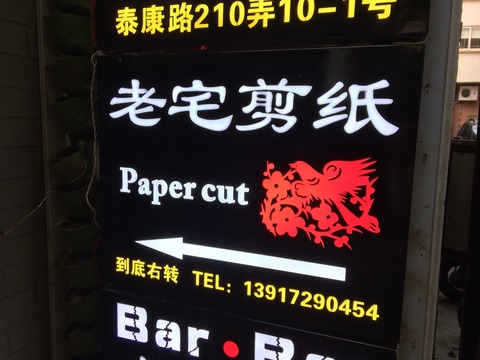 泰康路210弄10-1号
老宅剪纸
Paper cut
到底右转 TEL: 13917290454
Bar